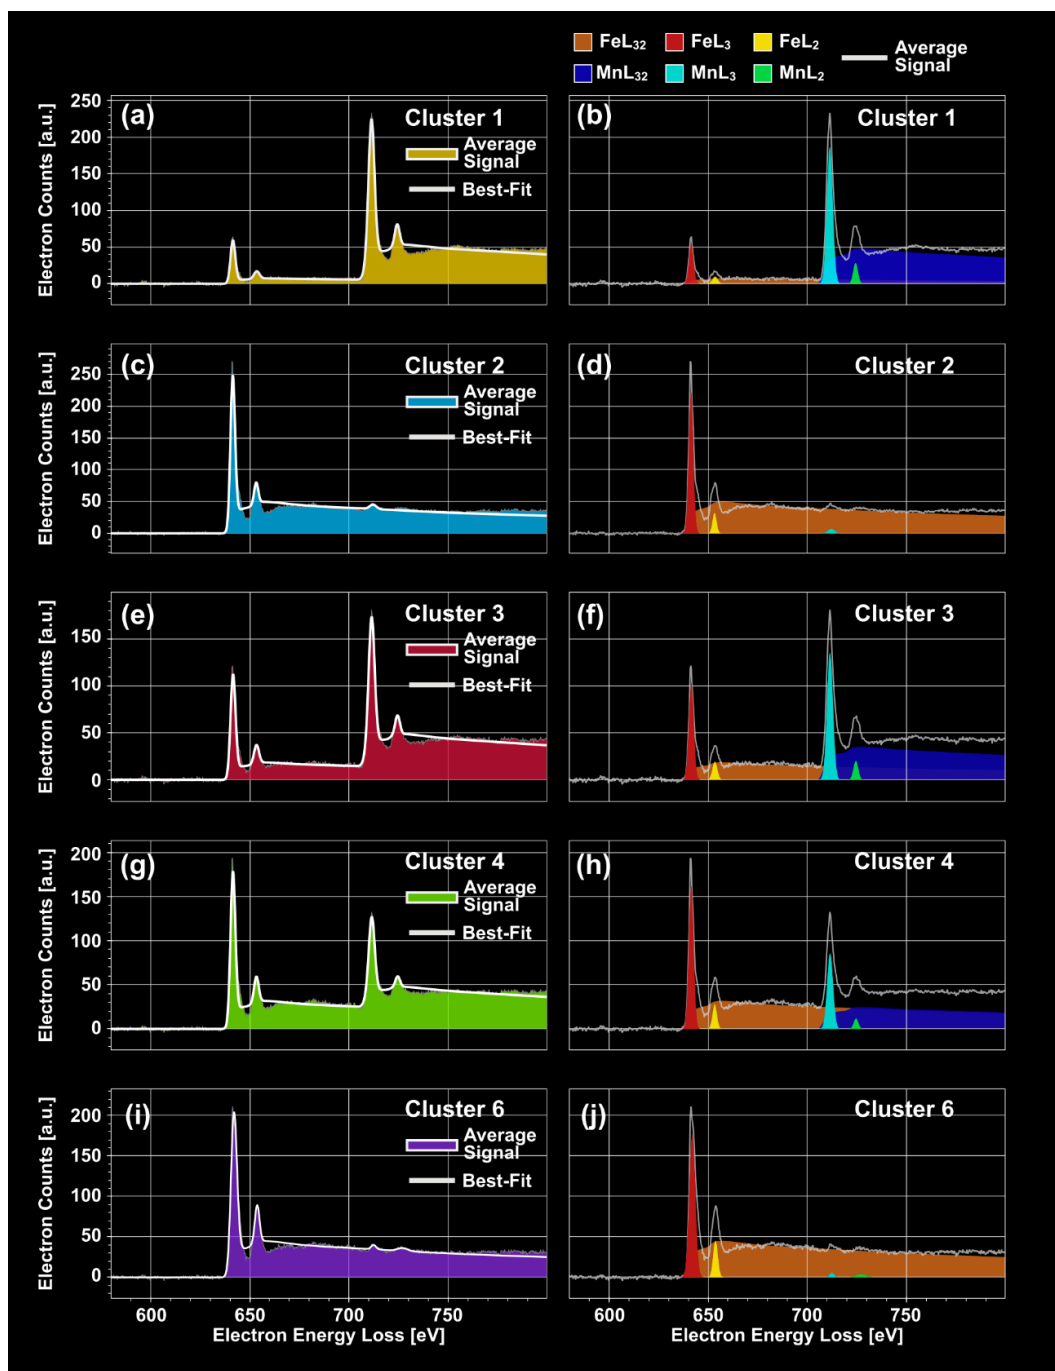 FeL₃₂ FeL₃ FeL₂
MnL₃₂ MnL₃ MnL₂
Average
Signal
(a)
Cluster 1
Average
Signal
Best-Fit
Electron Counts [a.u.]
250
200
150
100
50
0
(b)
Cluster 1
(c)
Cluster 2
Average
Signal
Best-Fit
Electron Counts [a.u.]
250
200
150
100
50
0
(d)
Cluster 2
(e)
Cluster 3
Average
Signal
Best-Fit
Electron Counts [a.u.]
150
100
50
0
(f)
Cluster 3
(g)
Cluster 4
Average
Signal
Best-Fit
Electron Counts [a.u.]
200
150
100
50
0
(h)
Cluster 4
(i)
Cluster 6
Average
Signal
Best-Fit
Electron Counts [a.u.]
200
150
100
50
0
(j)
Cluster 6
600 650 700 750
Electron Energy Loss [eV]
600 650 700 750
Electron Energy Loss [eV]